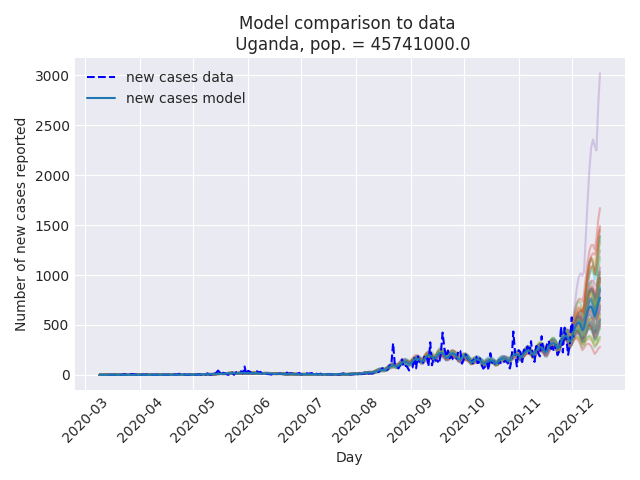 Model comparison to data
Uganda, pop. = 45741000.0
new cases data
new cases model
Number of new cases reported
3000
2500
2000
1500
1000
500
0
2020-03
2020-04
2020-05
2020-06
2020-07
2020-08
2020-09
2020-10
2020-11
2020-12
Day